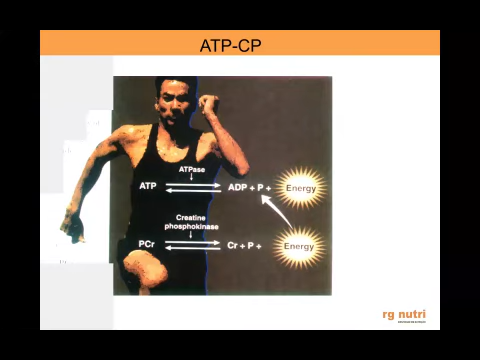 ATP-CP
ATPase
ATP ADP + P + Energy
Creatine
phosphokinase
PCr Cr + P + Energy
rg nutri